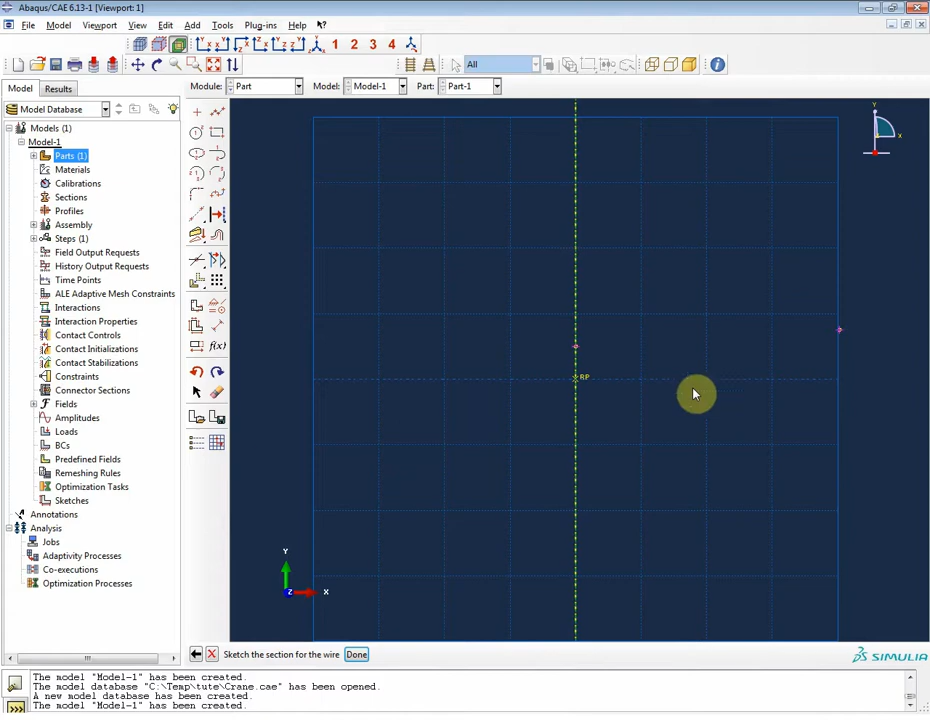 Abaqus/CAE 6.13-1 [Viewport: 1]
File Model Viewport View Edit Add Tools Plug-ins Help
1 2 3 4
All
Model Results
Module: Part Model: Model-1 Part: Part-1
Model Database
Models (1)
Model-1
Parts (1)
Materials
Calibrations
Sections
Profiles
Assembly
Steps (1)
Field Output Requests
History Output Requests
Time Points
ALE Adaptive Mesh Constraints
Interactions
Interaction Properties
Contact Controls
Contact Initializations
Contact Stabilizations
Constraints
Connector Sections
Fields
Amplitudes
Loads
BCs
Predefined Fields
Remeshing Rules
Optimization Tasks
Sketches
Annotations
Analysis
Jobs
Adaptivity Processes
Co-executions
Optimization Processes
f(x)
Y
X
RP
Y
Z
X
Sketch the section for the wire Done
SIMULIA
The model "Model-1" has been created.
The model database "C:\Temp\tute\Crane.cae" has been opened.
A new model database has been created.
The model "Model-1" has been created.
>>>